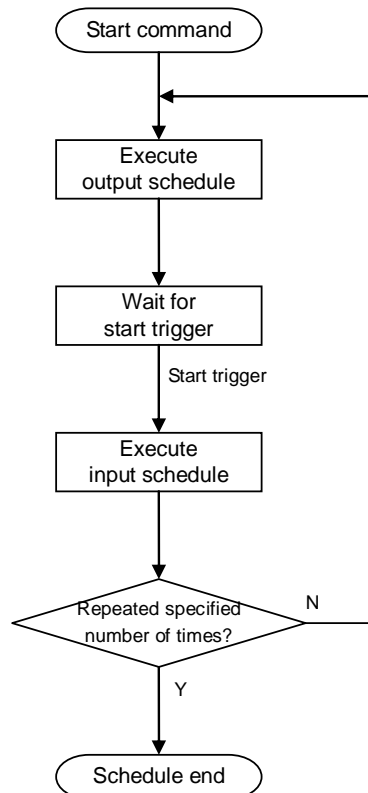 Start command
Execute
output schedule
Wait for
start trigger
Start trigger
Execute
input schedule
Repeated specified
number of times?
N
Y
Schedule end